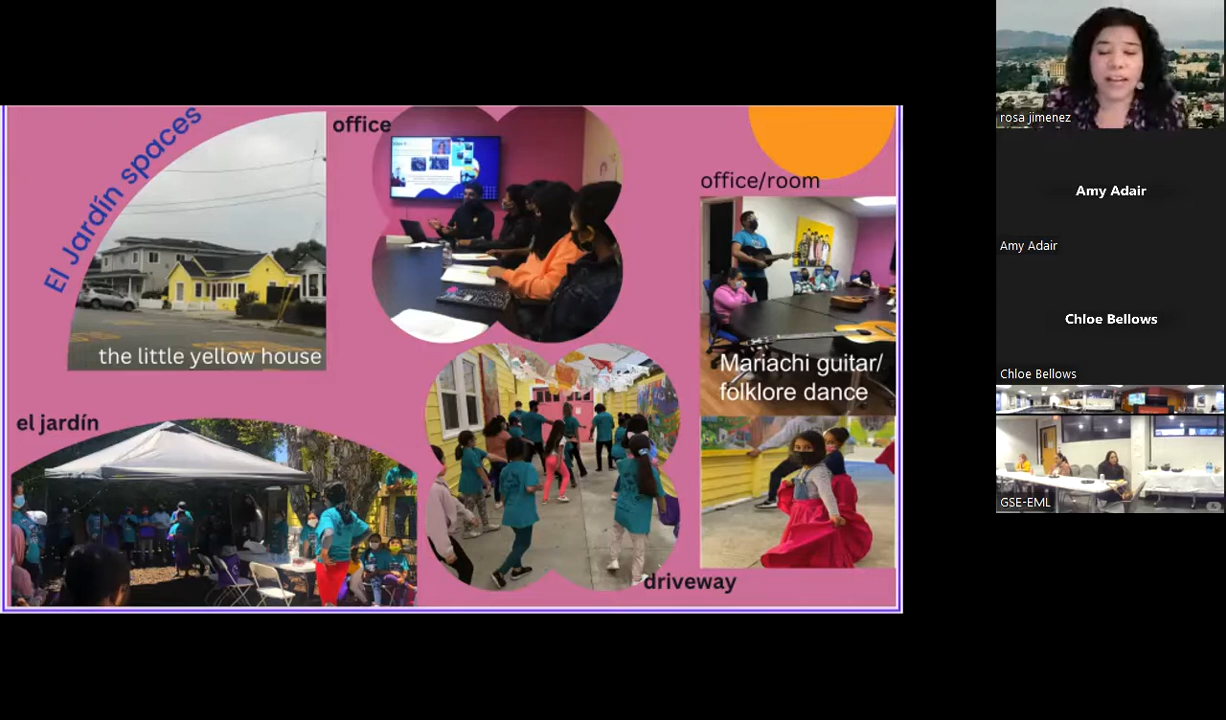 El Jardín spaces
the little yellow house
office
office/room
Mariachi guitar/
folklore dance
el jardín
driveway
rosa jimenez
Amy Adair
Amy Adair
Chloe Bellows
Chloe Bellows
GSE-EML